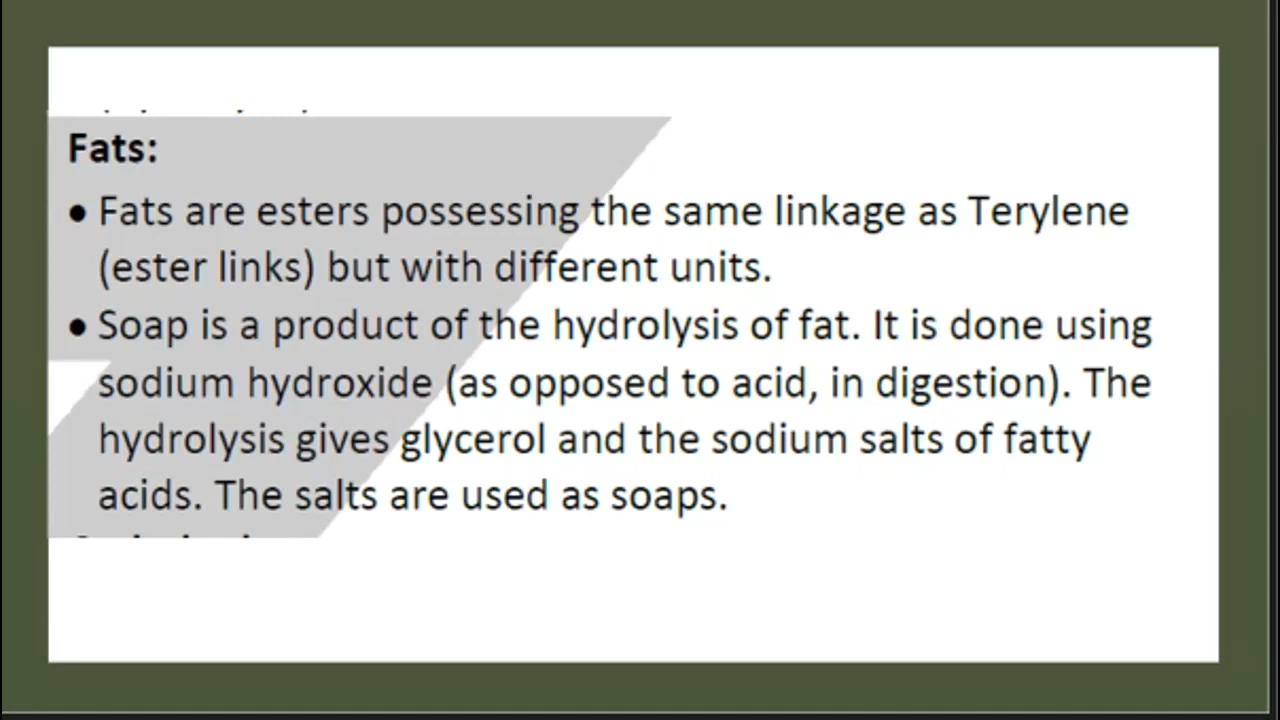 Fats:
• Fats are esters possessing the same linkage as Terylene
(ester links) but with different units.
• Soap is a product of the hydrolysis of fat. It is done using
sodium hydroxide (as opposed to acid, in digestion). The
hydrolysis gives glycerol and the sodium salts of fatty
acids. The salts are used as soaps.